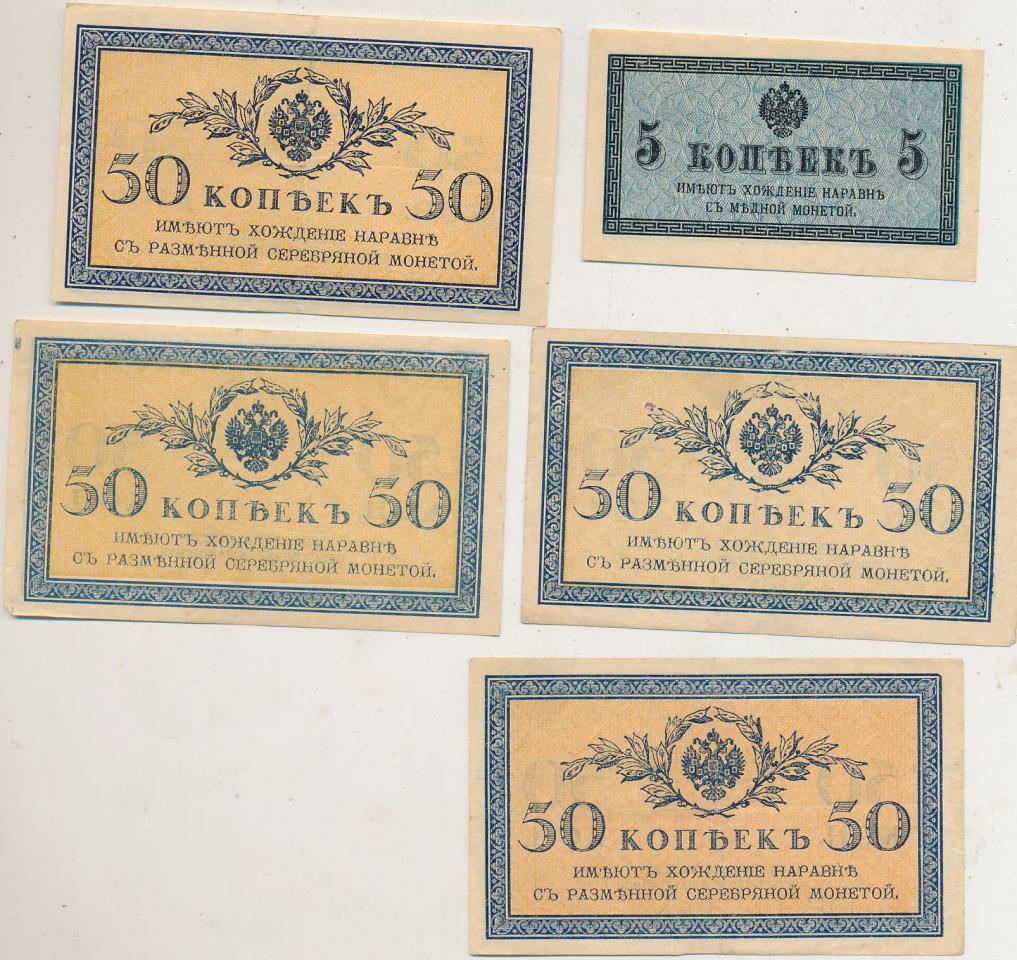 50 КОПѢЕКЪ 50
ИМѢЮТЪ ХОЖДЕНІЕ НАРАВНѢ
СЪ РАЗМѢННОЙ СЕРЕБРЯНОЙ МОНЕТОЙ.
5 КОПѢЕКЪ 5
ИМѢЮТЪ ХОЖДЕНІЕ НАРАВНѢ
СЪ МѢДНОЙ МОНЕТОЙ.
50 КОПѢЕКЪ 50
ИМѢЮТЪ ХОЖДЕНІЕ НАРАВНѢ
СЪ РАЗМѢННОЙ СЕРЕБРЯНОЙ МОНЕТОЙ.
50 КОПѢЕКЪ 50
ИМѢЮТЪ ХОЖДЕНІЕ НАРАВНѢ
СЪ РАЗМѢННОЙ СЕРЕБРЯНОЙ МОНЕТОЙ.
50 КОПѢЕКЪ 50
ИМѢЮТЪ ХОЖДЕНІЕ НАРАВНѢ
СЪ РАЗМѢННОЙ СЕРЕБРЯНОЙ МОНЕТОЙ.